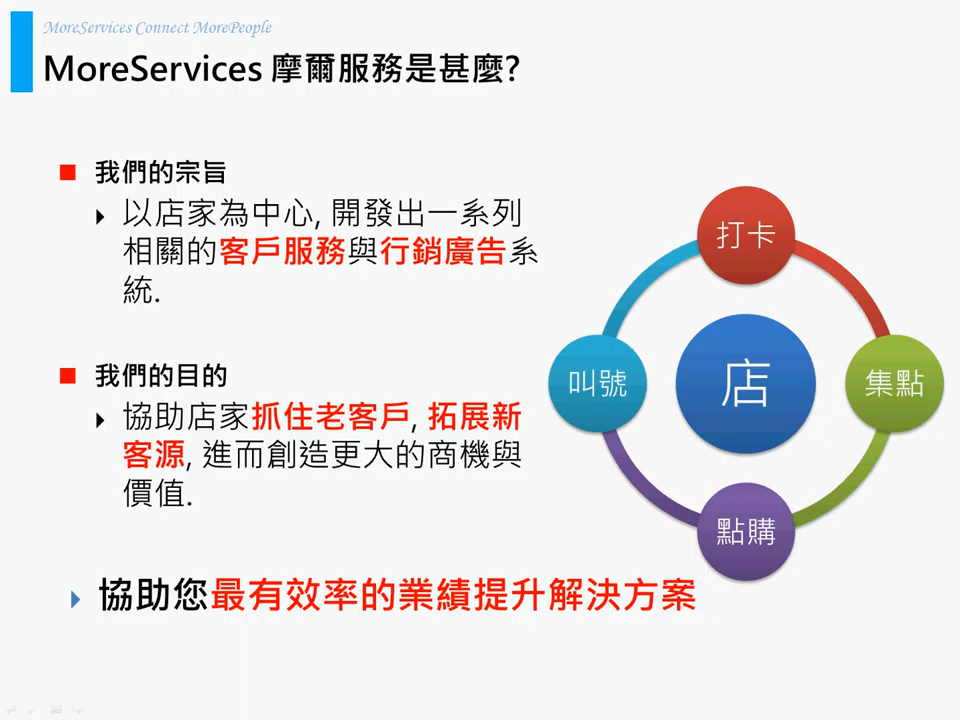 MoreServices Connect MorePeople
MoreServices 摩爾服務是甚麼?
我們的宗旨
以店家為中心, 開發出一系列
相關的客戶服務與行銷廣告系
統.
我們的目的
協助店家抓住老客戶, 拓展新
客源, 進而創造更大的商機與
價值.
打卡
叫號
店
集點
點購
協助您最有效率的業績提升解決方案